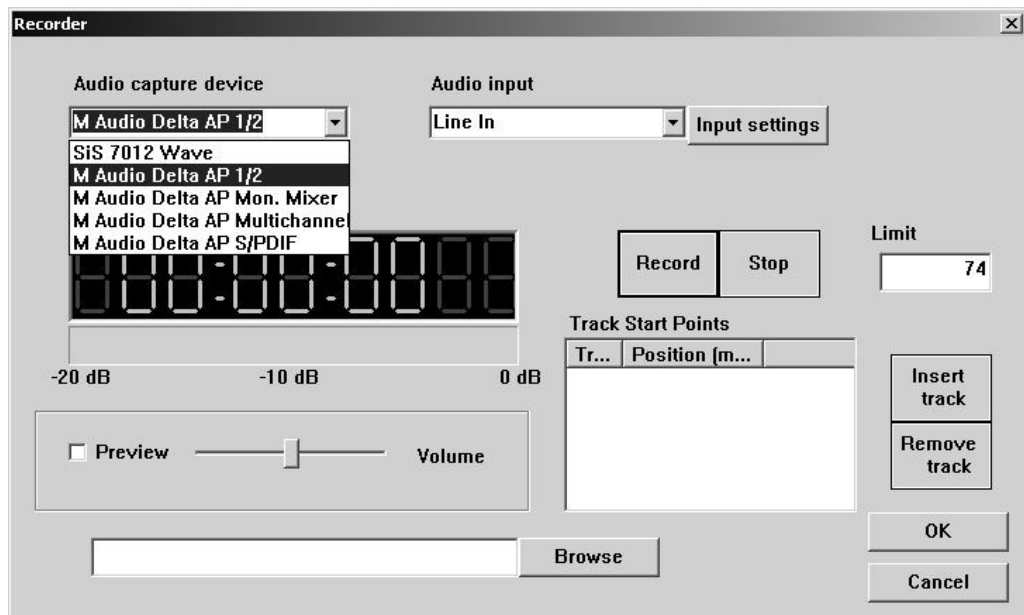 Recorder
Audio capture device
Audio input
M Audio Delta AP 1/2
Line In
Input settings
SiS 7012 Wave
M Audio Delta AP 1/2
M Audio Delta AP Mon. Mixer
M Audio Delta AP Multichannel
M Audio Delta AP S/PDIF
00:00:00
Record
Stop
Limit
74
Track Start Points
Tr...
Position (m...
-20 dB
-10 dB
0 dB
Insert
track
Remove
track
Preview
Volume
OK
Browse
Cancel